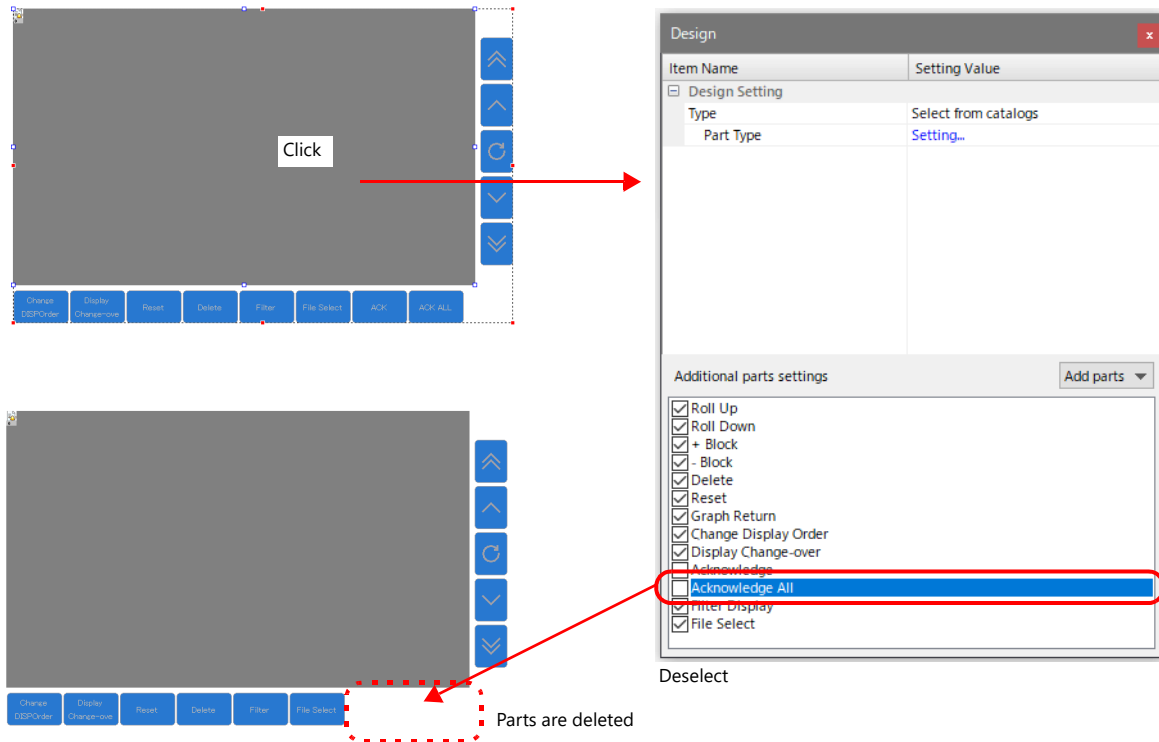 Click
Change
DISPOrder
Display
Change-ove
Reset
Delete
Filter
File Select
ACK
ACK ALL
Design
x
Item Name
Setting Value
Design Setting
Type
Select from catalogs
Part Type
Setting...
Additional parts settings
Add parts
Roll Up
Roll Down
+ Block
- Block
Delete
Reset
Graph Return
Change Display Order
Display Change-over
Acknowledge
Acknowledge All
Filter Display
File Select
Deselect
Change
DISPOrder
Display
Change-ove
Reset
Delete
Filter
File Select
Parts are deleted